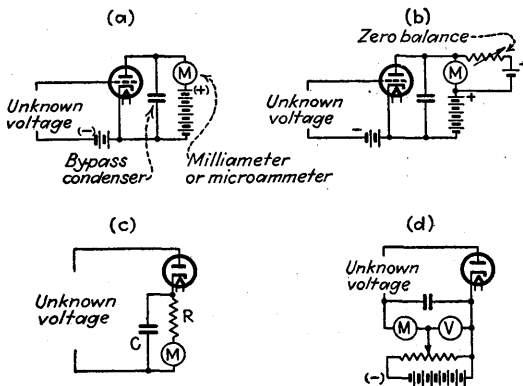 (a)
(b)
Zero balance
M
(+)
M
+
+
Unknown
voltage
(-)
Bypass
condenser
Milliameter
or microammeter
Unknown
voltage
-
(c)
(d)
Unknown
voltage
C
R
M
Unknown
voltage
M
V
(-)